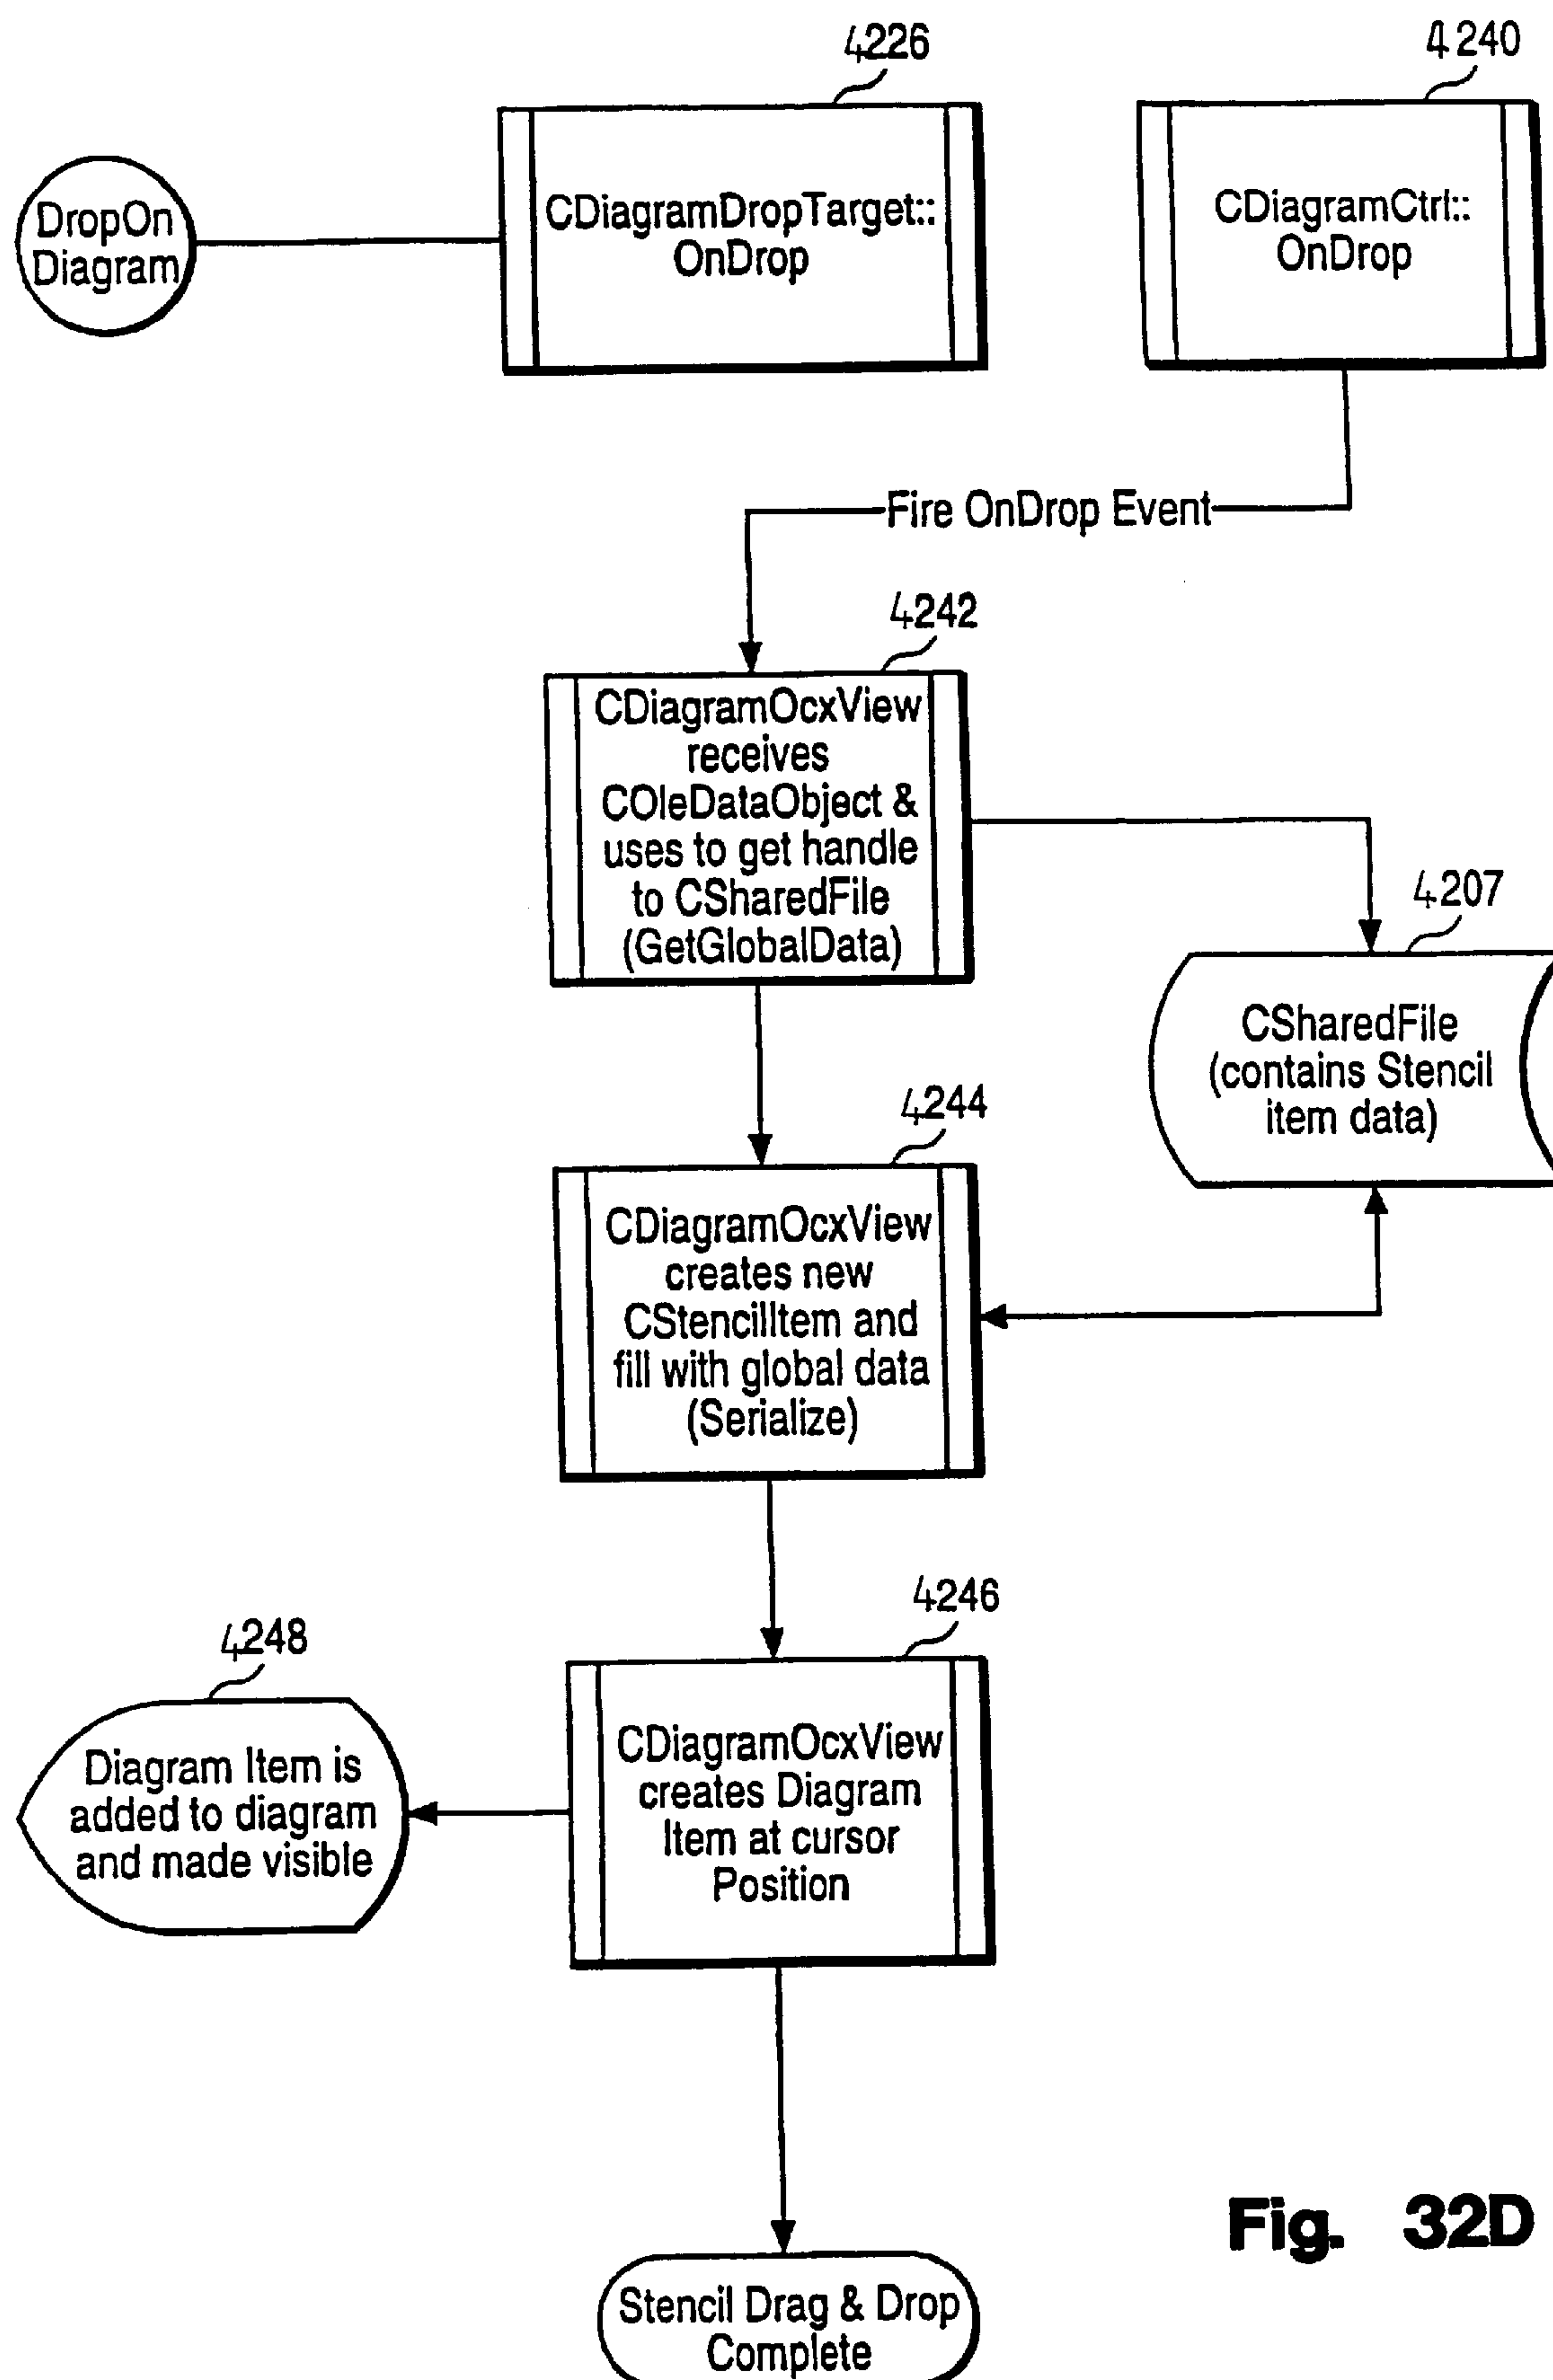 4226
4240
DropOn
Diagram
CDiagramDropTarget::
OnDrop
CDiagramCtrl::
OnDrop
Fire OnDrop Event
4242
CDiagramOcxView
receives
COleDataObject &
uses to get handle
to CSharedFile
(GetGlobalData)
4207
CSharedFile
(contains Stencil
item data)
4244
CDiagramOcxView
creates new
CStencilItem and
fill with global data
(Serialize)
4246
4248
CDiagramOcxView
creates Diagram
Item at cursor
Position
Diagram Item is
added to diagram
and made visible
Fig. 32D
Stencil Drag & Drop
Complete